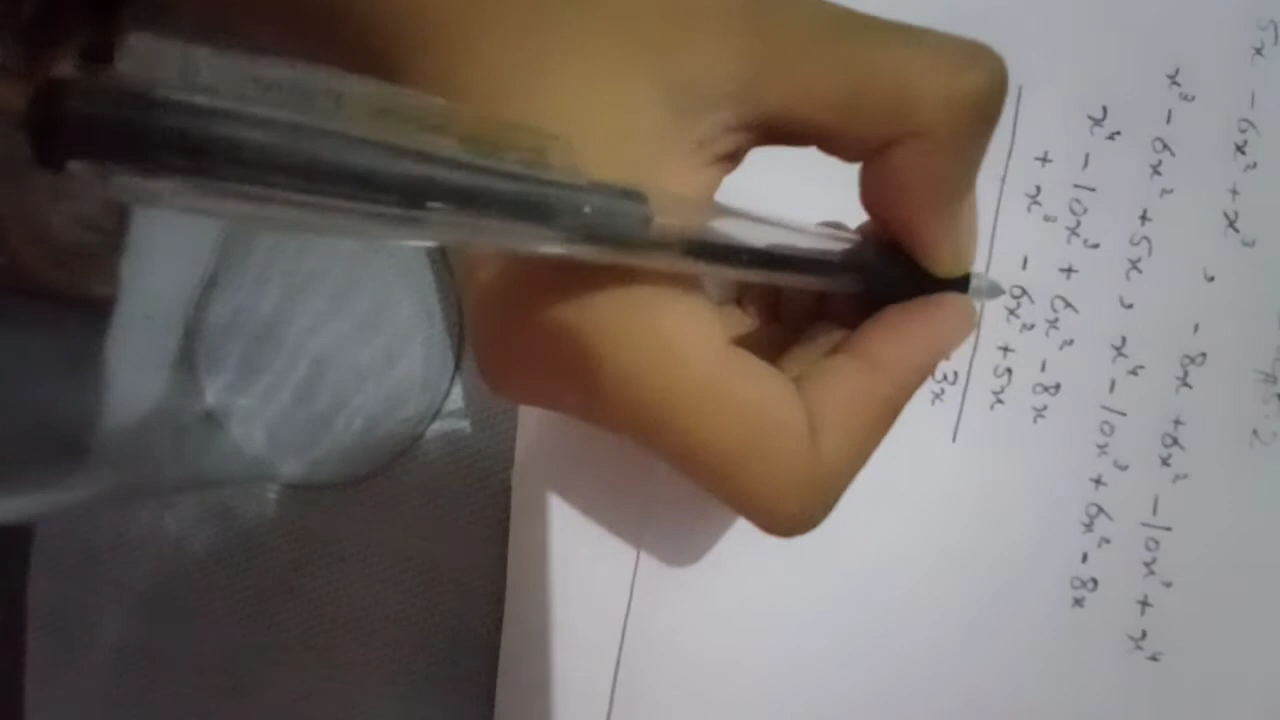 5x - 6x² + x³ , - 8x + 6x² - 10x³ + x⁴
x³ - 6x² + 5x , x⁴ - 10x³ + 6x² - 8x
x⁴ - 10x³ + 6x² - 8x
+ x³ - 6x² + 5x
- 3x